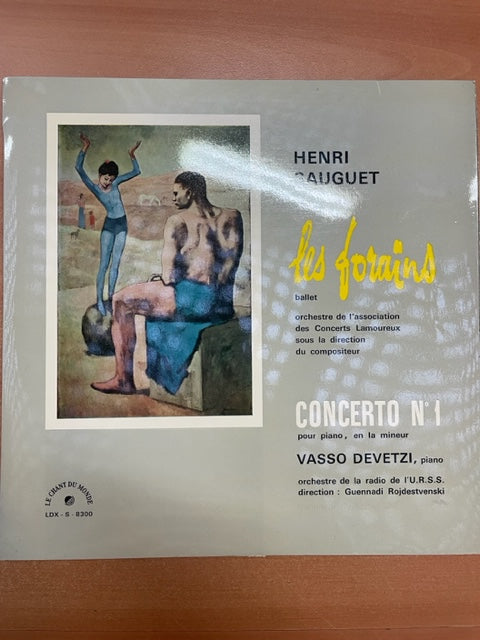 HENRI
SAUGUET
les forains
ballet
orchestre de l'association
des Concerts Lamoureux
sous la direction
du compositeur
CONCERTO N° 1
pour piano, en la mineur
VASSO DEVETZI, piano
orchestre de la radio de l'U.R.S.S.
direction : Guennadi Rojdestvenski
LE CHANT DU MONDE
LDX - S - 8300